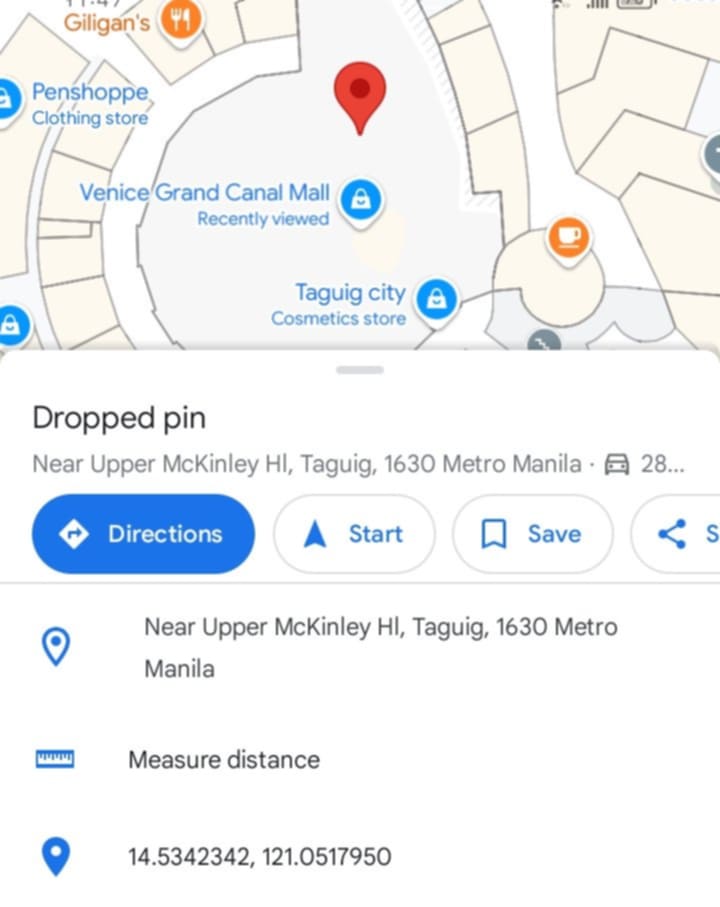 Giligan's
Penshoppe
Clothing store
Venice Grand Canal Mall
Recently viewed
Taguig city
Cosmetics store
Dropped pin
Near Upper McKinley Hl, Taguig, 1630 Metro Manila · 28...
Directions
Start
Save
S
Near Upper McKinley Hl, Taguig, 1630 Metro
Manila
Measure distance
14.5342342, 121.0517950